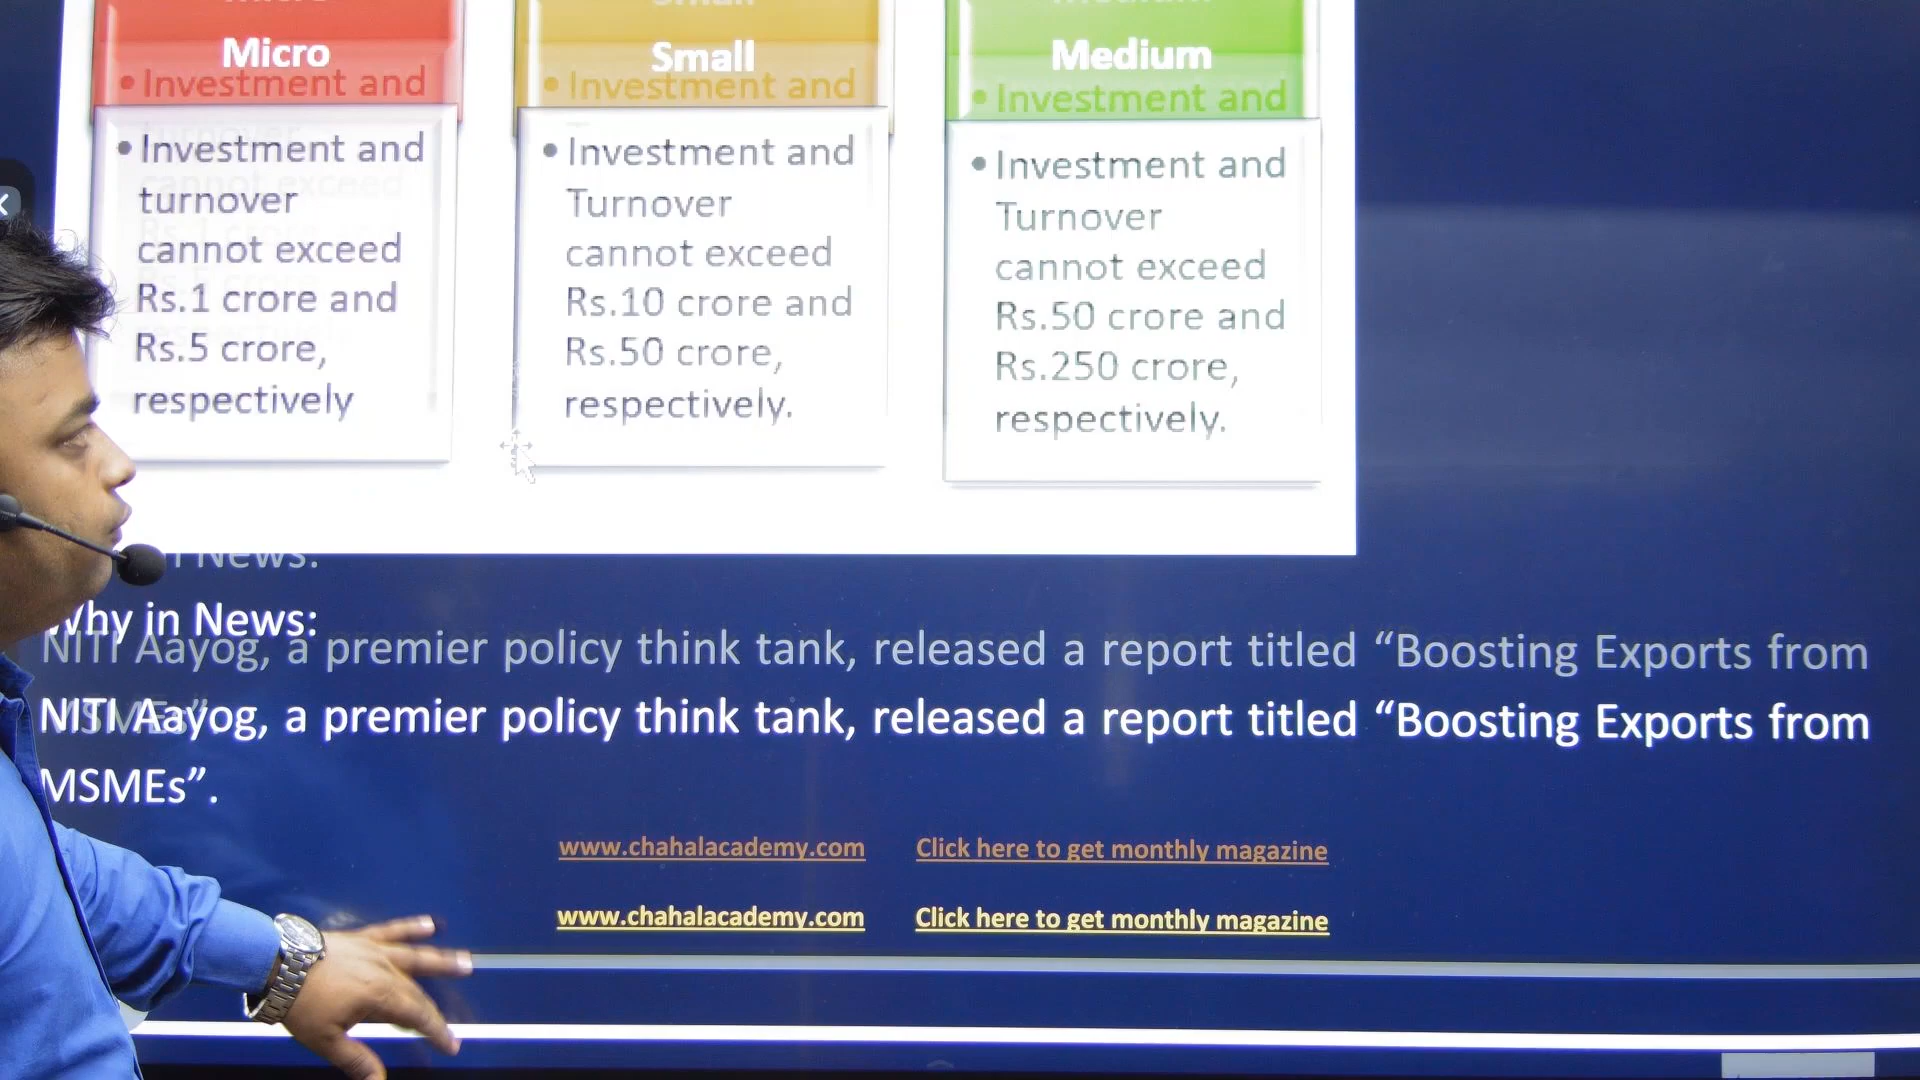 Micro
• Investment and
• Investment and
turnover
cannot exceed
Rs.1 crore and
Rs.5 crore,
respectively
Small
• Investment and
• Investment and
Turnover
cannot exceed
Rs.10 crore and
Rs.50 crore,
respectively.
Medium
• Investment and
• Investment and
Turnover
cannot exceed
Rs.50 crore and
Rs.250 crore,
respectively.
News:
Why in News:
NITI Aayog, a premier policy think tank, released a report titled “Boosting Exports from
NITI Aayog, a premier policy think tank, released a report titled “Boosting Exports from
MSMEs”.
www.chahalacademy.com Click here to get monthly magazine
www.chahalacademy.com Click here to get monthly magazine